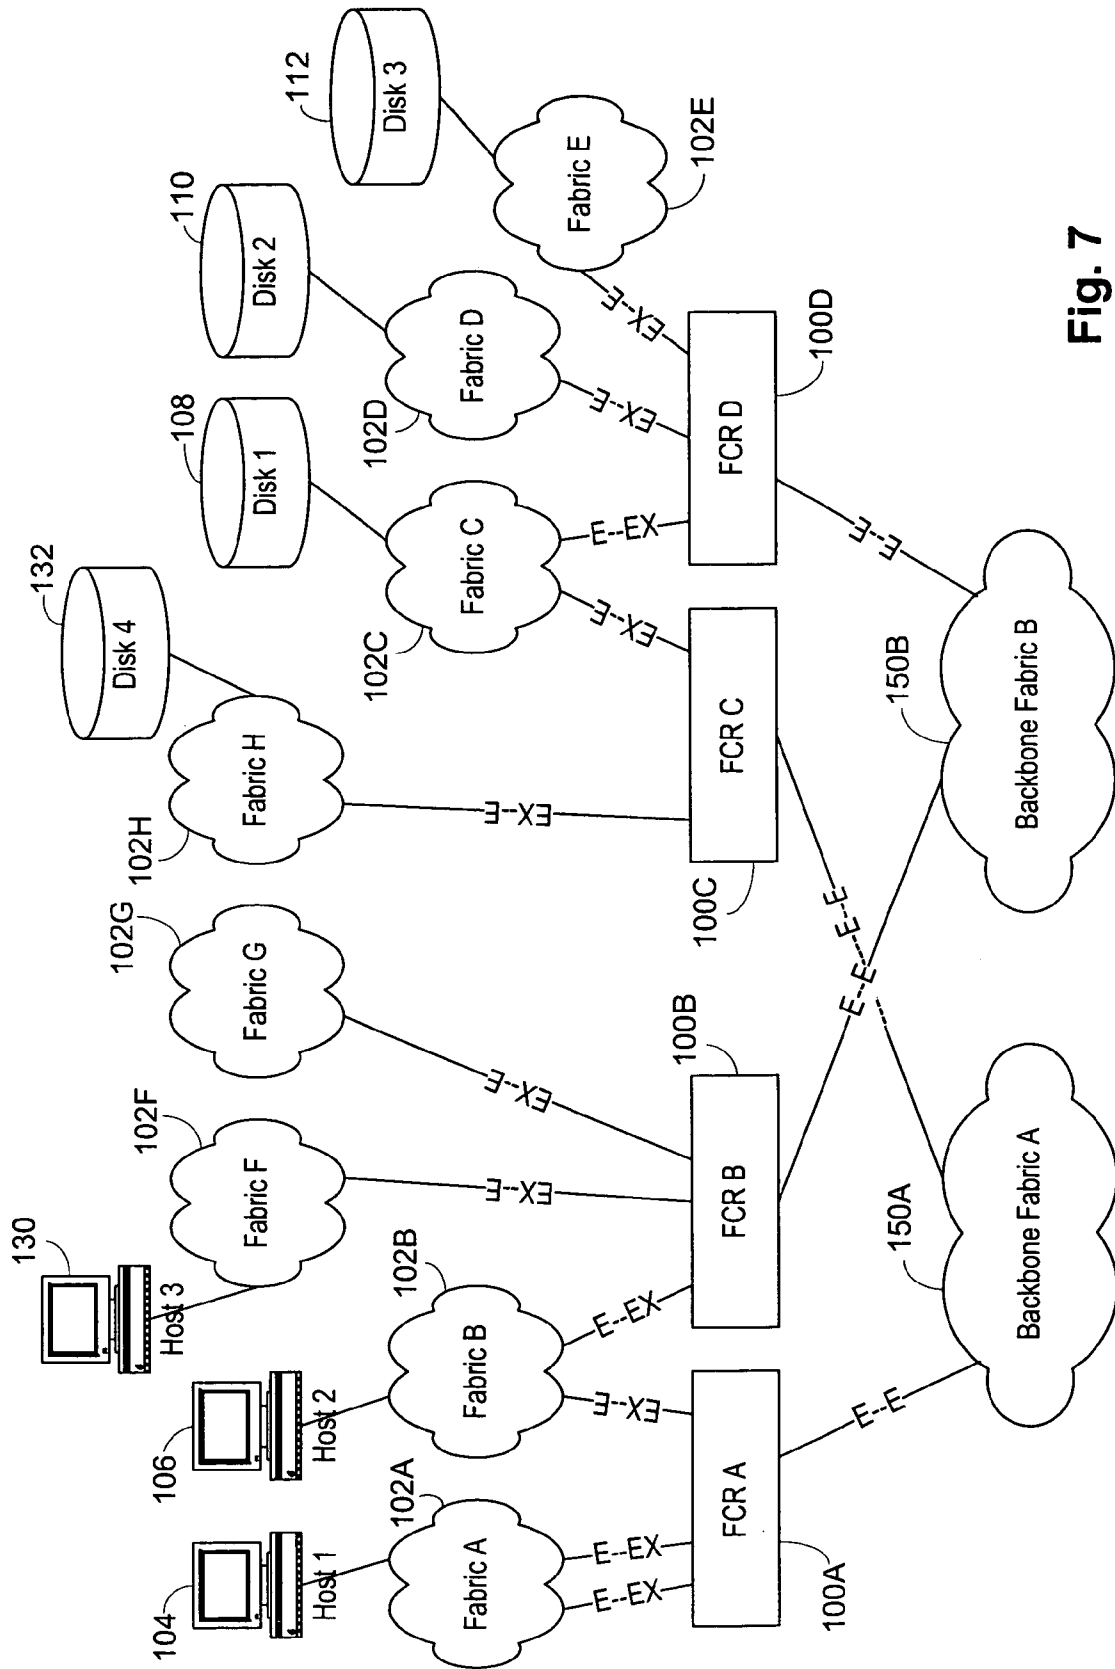 130
Host 3
132
Disk 4
104
Host 1
106
Host 2
102F
Fabric F
102G
Fabric G
102H
Fabric H
108
Disk 1
110
Disk 2
112
Disk 3
102A
Fabric A
102B
Fabric B
102C
Fabric C
102D
Fabric D
Fabric E
102E
E--EX
E--EX
E--EX
E--EX
E--EX
E--EX
E--EX
E--EX
E--EX
E--EX
E--EX
FCR A
100A
FCR B
100B
FCR C
100C
FCR D
100D
E--E
E--E
E--E
E--E
Backbone Fabric A
150A
Backbone Fabric B
150B
Fig. 7